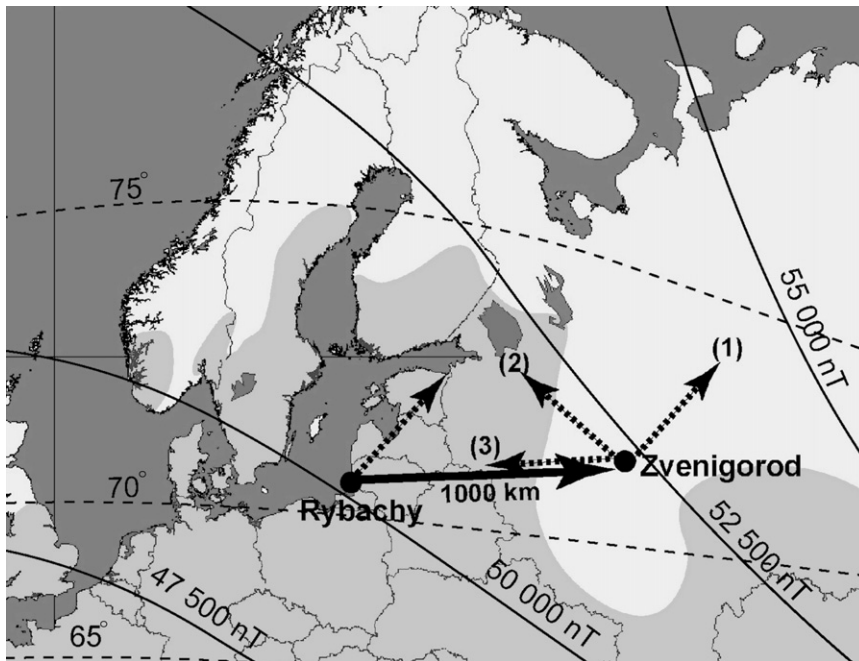 75°
55 000 nT
(1)
(2)
(3)
Zvenigorod
1000 km
Rybachy
70°
52 500 nT
50 000 nT
47 500 nT
65°